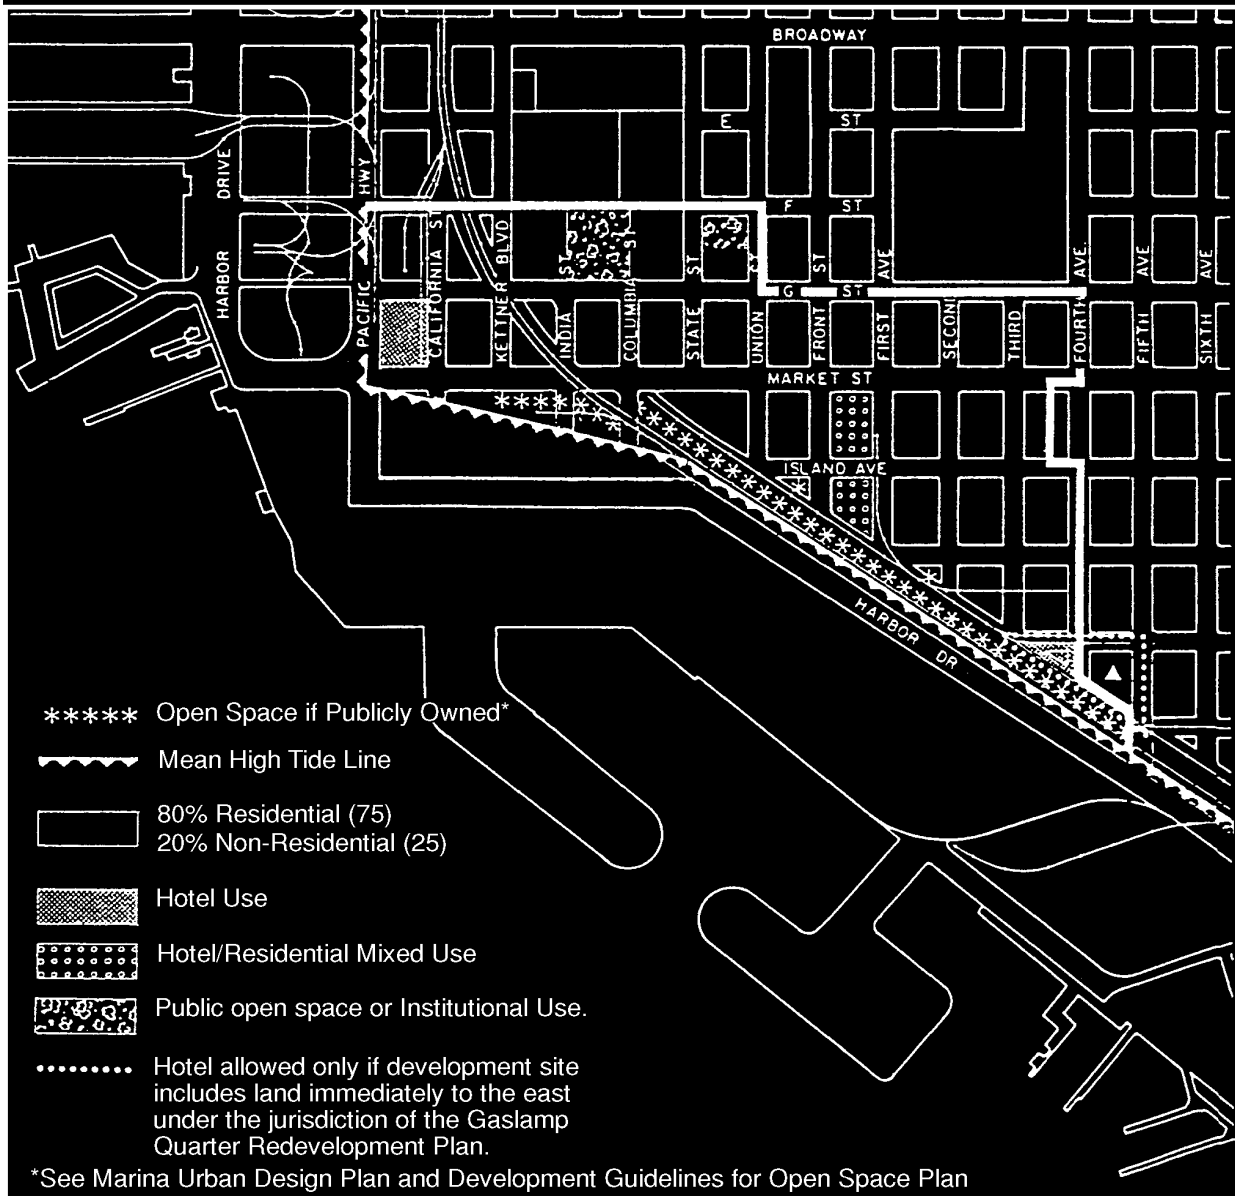 BROADWAY
E ST
HARBOR DRIVE
PACIFIC HWY
F ST
CALIFORNIA ST
KETTNER BLVD
INDIA ST
COLUMBIA ST
STATE ST
UNION ST
FRONT ST
FIRST AVE
SECOND
THIRD
FOURTH AVE
FIFTH AVE
SIXTH AVE
G ST
MARKET ST
ISLAND AVE
HARBOR DR
***** Open Space if Publicly Owned*
Mean High Tide Line
80% Residential (75)
20% Non-Residential (25)
Hotel Use
Hotel/Residential Mixed Use
Public open space or Institutional Use.
Hotel allowed only if development site
includes land immediately to the east
under the jurisdiction of the Gaslamp
Quarter Redevelopment Plan.
*See Marina Urban Design Plan and Development Guidelines for Open Space Plan